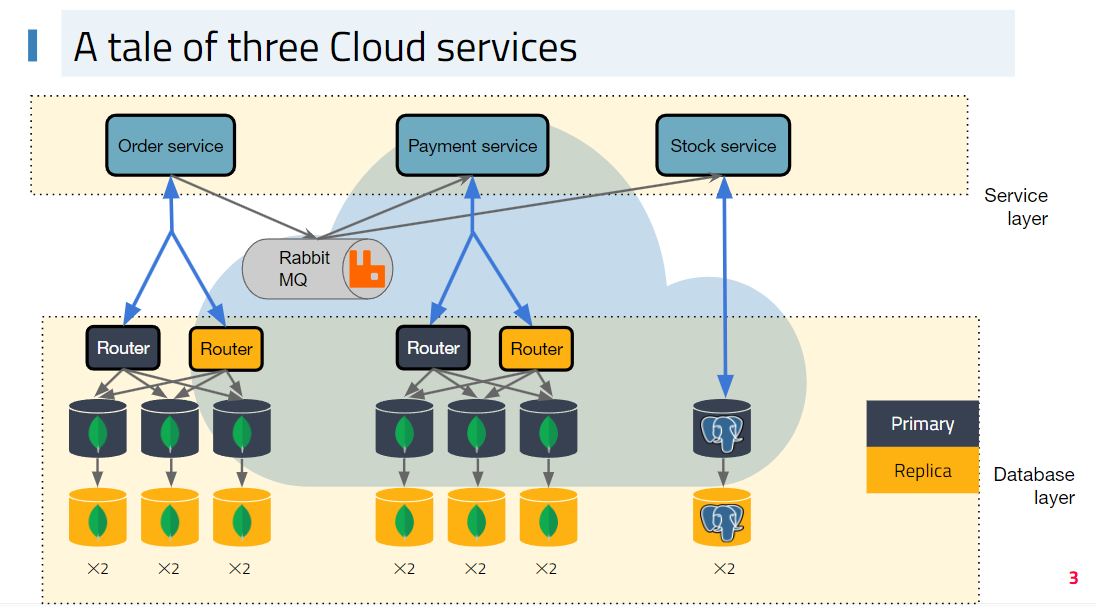 A tale of three Cloud services
Order service
Payment service
Stock service
Service
layer
Rabbit
MQ
Router
Router
Router
Router
Primary
Replica
Database
layer
×2
×2
×2
×2
×2
×2
×2
3